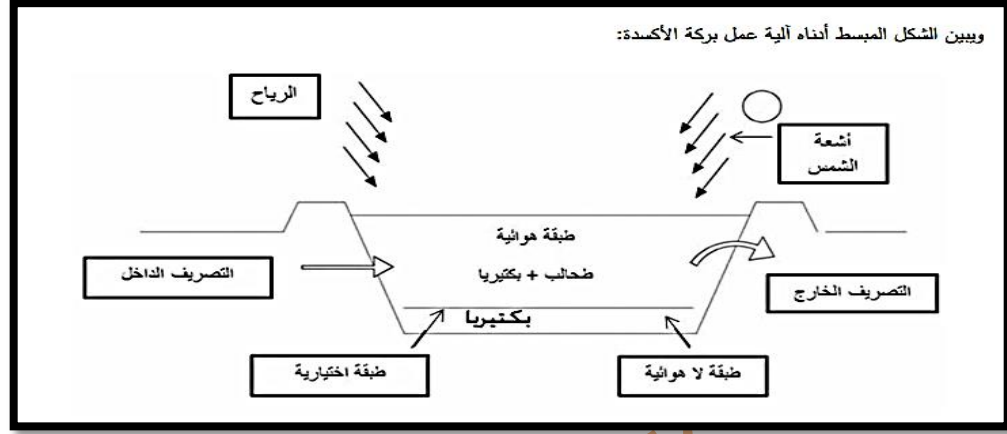 ويبين الشكل المبسط أدناه آلية عمل بركة الأكسدة:
الرياح
أشعة
الشمس
طبقة هوائية
طحالب + بكتيريا
التصريف الداخل
التصريف الخارج
بكتيريا
طبقة اختيارية
طبقة لا هوائية